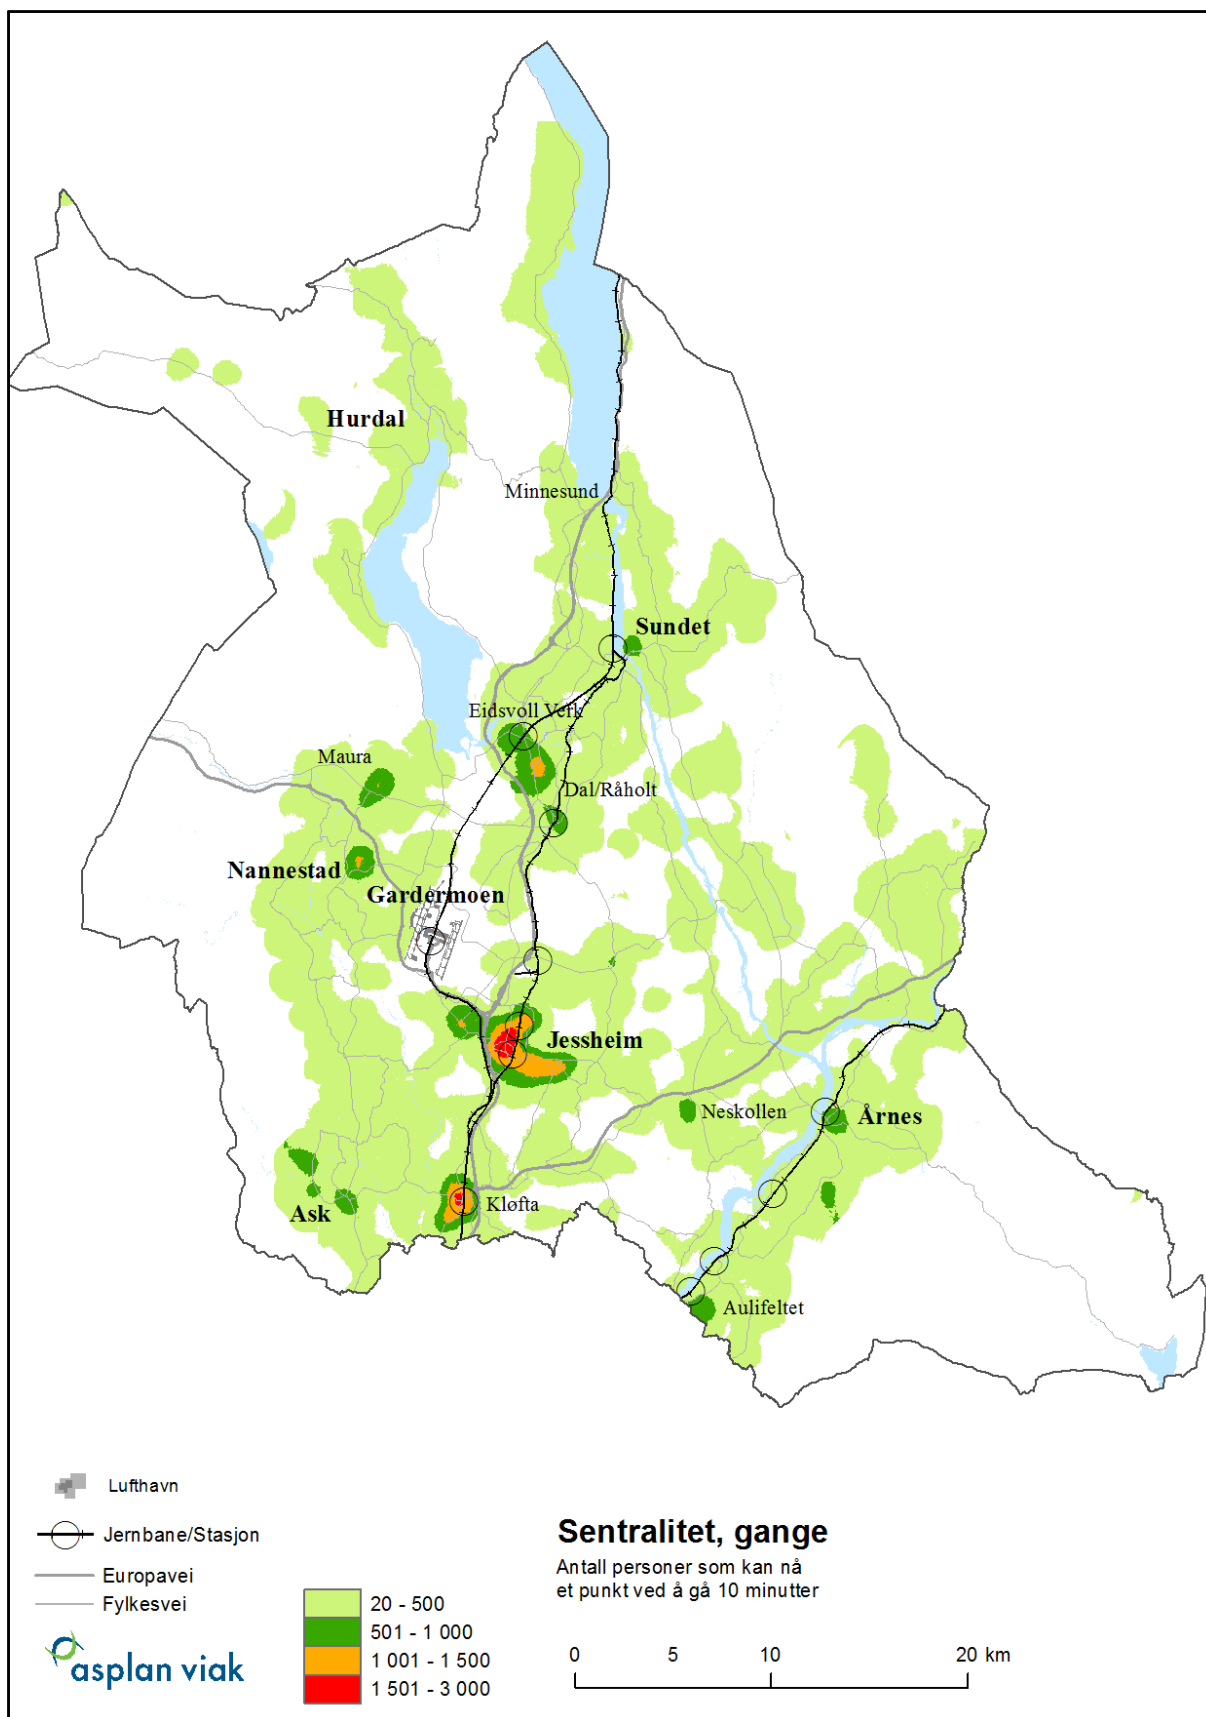 Hurdal
Minnesund
Sundet
Eidsvoll Verk
Maura
Dal/Råholt
Nannestad
Gardermoen
Jessheim
Neskollen
Årnes
Ask
Kløfta
Aulifeltet
Lufthavn
Jernbane/Stasjon
Europavei
Fylkesvei
asplan viak
20 - 500
501 - 1 000
1 001 - 1 500
1 501 - 3 000
Sentralitet, gange
Antall personer som kan nå
et punkt ved å gå 10 minutter
0 5 10 20 km